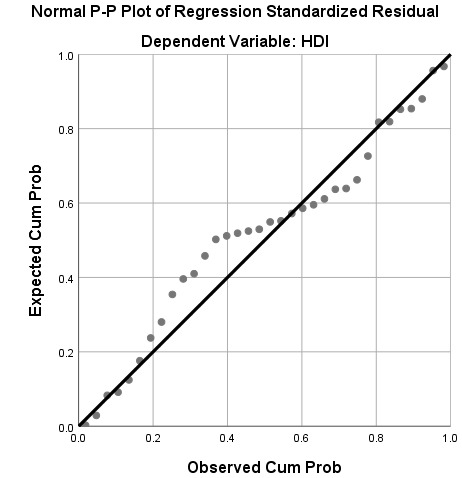 Normal P-P Plot of Regression Standardized Residual
Dependent Variable: HDI
Expected Cum Prob
1.0
0.8
0.6
0.4
0.2
0.0
0.0 0.2 0.4 0.6 0.8 1.0
Observed Cum Prob